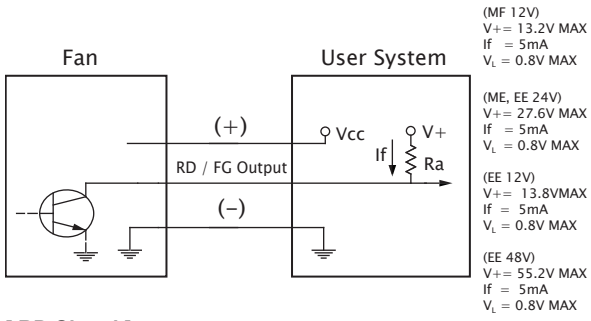 Fan
User System
(+)
Vcc
V+
RD / FG Output
If
Ra
(−)
(MF 12V)
V+= 13.2V MAX
If = 5mA
VL = 0.8V MAX
(ME, EE 24V)
V+= 27.6V MAX
If = 5mA
VL = 0.8V MAX
(EE 12V)
V+= 13.8VMAX
If = 5mA
VL = 0.8V MAX
(EE 48V)
V+= 55.2V MAX
If = 5mA
VL = 0.8V MAX